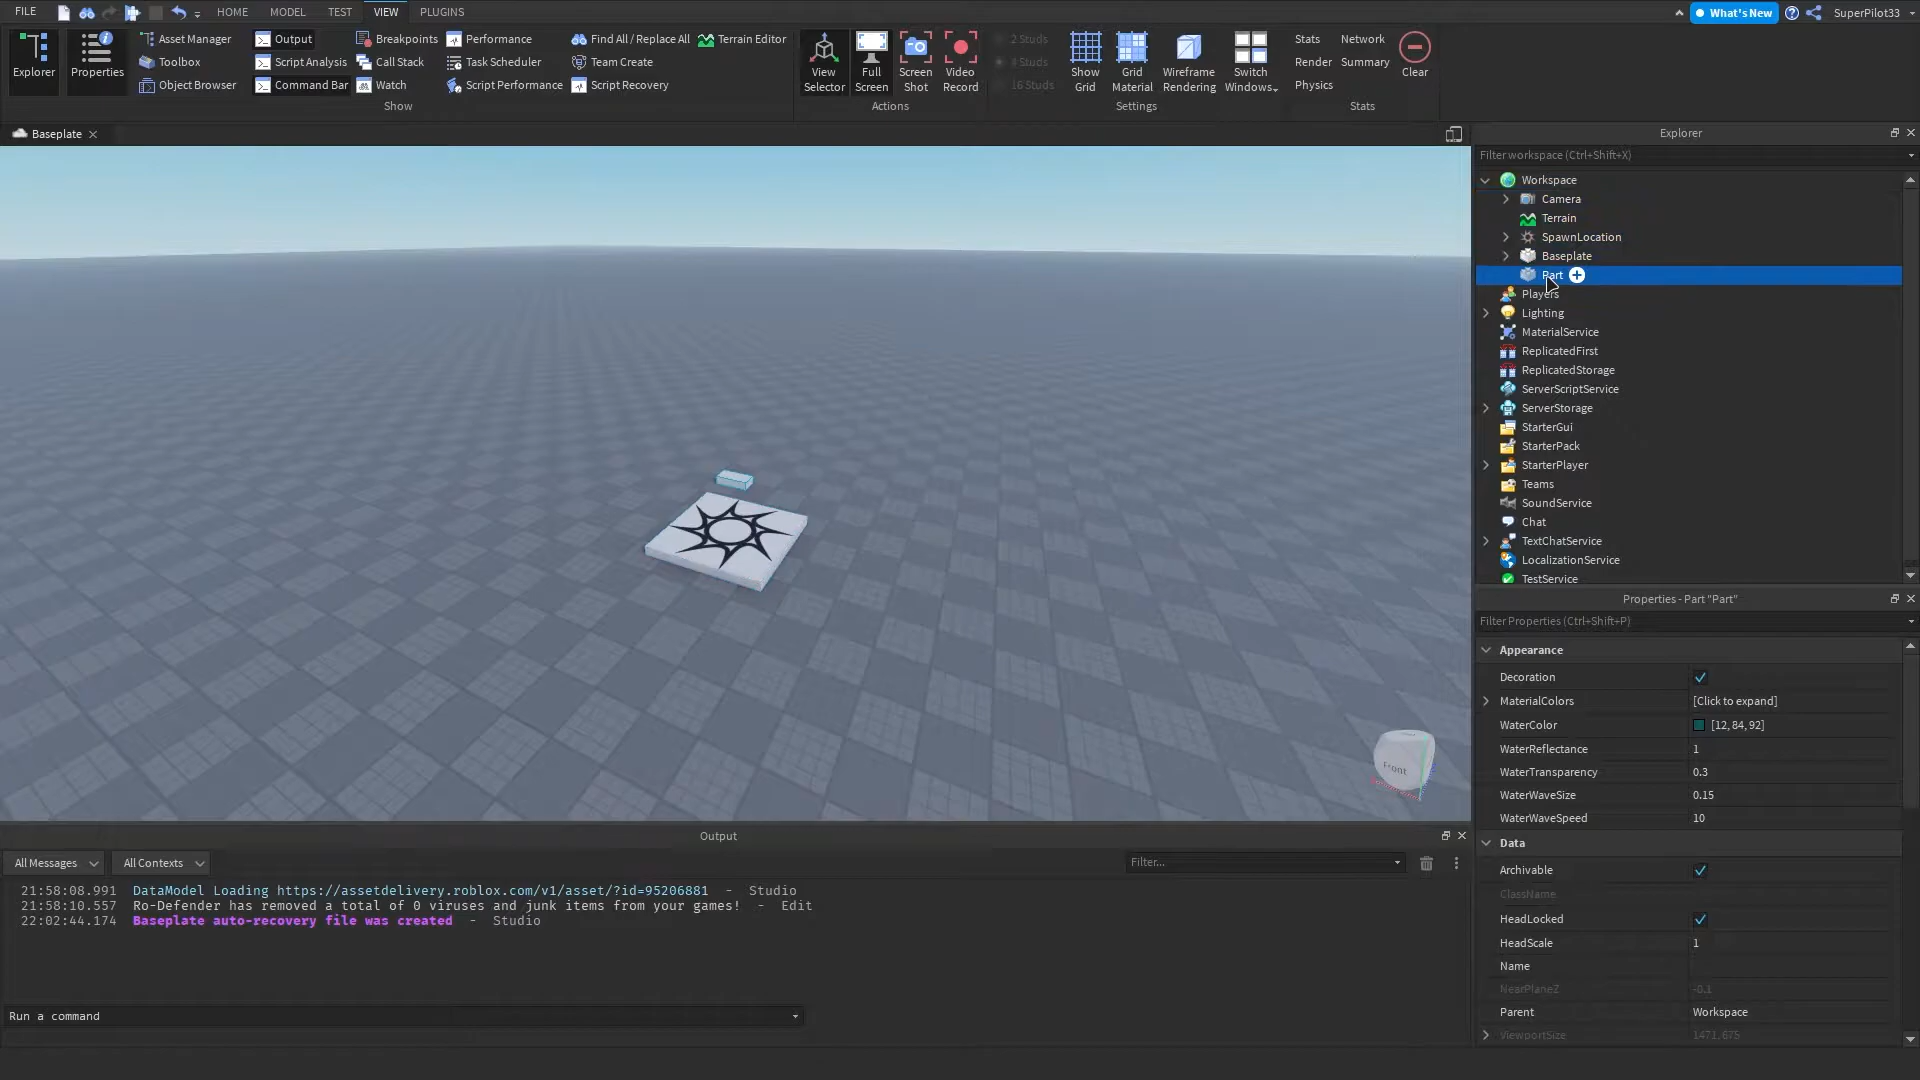 FILE HOME MODEL TEST VIEW PLUGINS What's New SuperPilot33
Explorer
Properties
Asset Manager
Toolbox
Object Browser
Output
Script Analysis
Command Bar
Breakpoints
Call Stack
Watch
Performance
Task Scheduler
Script Performance
Find All / Replace All
Team Create
Script Recovery
Terrain Editor
Show
View
Selector
Full
Screen
Screen
Shot
Video
Record
Actions
2 Studs
4 Studs
16 Studs
Show
Grid
Grid
Material
Wireframe
Rendering
Switch
Windows
Settings
Stats
Render
Physics
Network
Summary
Clear
Stats
Baseplate
Front
Explorer
Filter workspace (Ctrl+Shift+X)
Workspace
Camera
Terrain
SpawnLocation
Baseplate
Part
Players
Lighting
MaterialService
ReplicatedFirst
ReplicatedStorage
ServerScriptService
ServerStorage
StarterGui
StarterPack
StarterPlayer
Teams
SoundService
Chat
TextChatService
LocalizationService
TestService
Properties - Part "Part"
Filter Properties (Ctrl+Shift+P)
Appearance
Decoration
MaterialColors [Click to expand]
WaterColor [12, 84, 92]
WaterReflectance 1
WaterTransparency 0.3
WaterWaveSize 0.15
WaterWaveSpeed 10
Data
Archivable
ClassName
HeadLocked
HeadScale 1
Name
NearPlaneZ -0.1
Parent Workspace
ViewportSize 1471, 675
Output
All Messages All Contexts Filter...
21:58:08.991 DataModel Loading https://assetdelivery.roblox.com/v1/asset/?id=95206881 - Studio
21:58:10.557 Ro-Defender has removed a total of 0 viruses and junk items from your games! - Edit
22:02:44.174 Baseplate auto-recovery file was created - Studio
Run a command